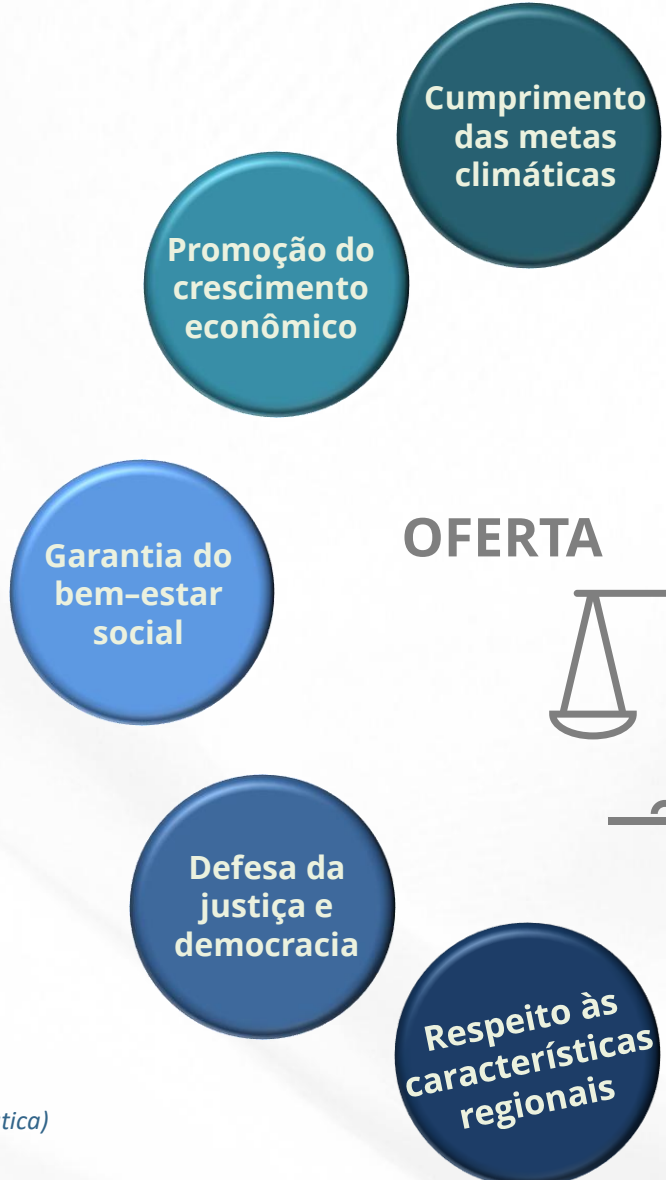 Cumprimento
das metas
climáticas
Promoção do
crescimento
econômico
Garantia do
bem–estar
social
OFERTA
Defesa da
justiça e
democracia
Respeito às
características
regionais
tica)